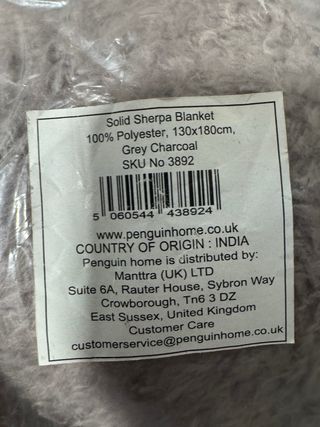 Solid Sherpa Blanket
100% Polyester, 130x180cm,
Grey Charcoal
SKU No 3892
5 060544 438924
www.penguinhome.co.uk
COUNTRY OF ORIGIN : INDIA
Penguin home is distributed by:
Manttra (UK) LTD
Suite 6A, Rauter House, Sybron Way
Crowborough, Tn6 3 DZ
East Sussex, United Kingdom
Customer Care
customerservice@penguinhome.co.uk